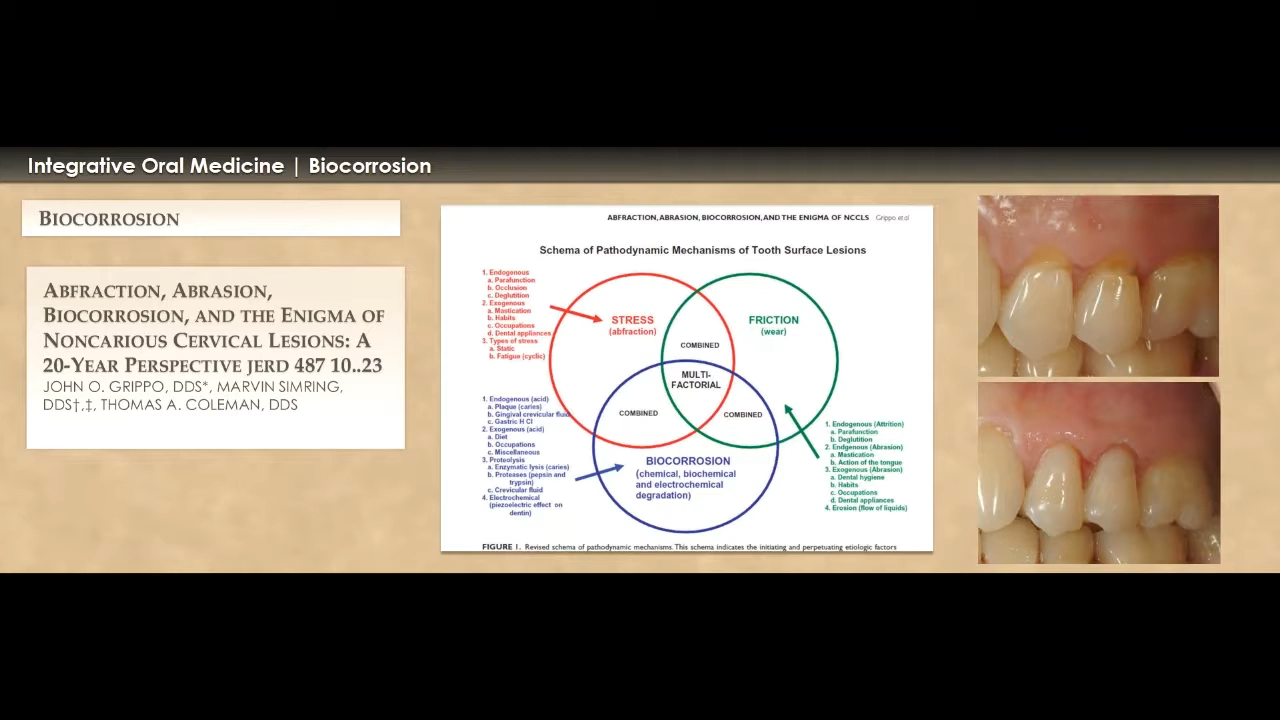 Integrative Oral Medicine | Biocorrosion
BIOCORROSION
ABFRACTION, ABRASION,
BIOCORROSION, AND THE ENIGMA OF
NONCARIOUS CERVICAL LESIONS: A
20-YEAR PERSPECTIVE JERD 487 10..23
JOHN O. GRIPPO, DDS*, MARVIN SIMRING,
DDS†,‡, THOMAS A. COLEMAN, DDS
ABFRACTION, ABRASION, BIOCORROSION, AND THE ENIGMA OF NCCLS Grippo et al
Schema of Pathodynamic Mechanisms of Tooth Surface Lesions
1. Endogenous
a. Parafunction
b. Occlusion
c. Deglutition
2. Exogenous
a. Mastication
b. Habits
c. Occupations
d. Dental appliances
3. Types of stress
a. Static
b. Fatigue (cyclic)
STRESS
(abfraction)
FRICTION
(wear)
COMBINED
MULTI-
FACTORIAL
COMBINED
COMBINED
1. Endogenous (acid)
a. Plaque (caries)
b. Gingival crevicular fluid
c. Gastric H Cl
2. Exogenous (acid)
a. Diet
b. Occupations
c. Miscellaneous
3. Proteolysis
a. Enzymatic lysis (caries)
b. Proteases (pepsin and
trypsin)
c. Crevicular fluid
4. Electrochemical
(piezoelectric effect on
dentin)
BIOCORROSION
(chemical, biochemical
and electrochemical
degradation)
1. Endogenous (Attrition)
a. Parafunction
b. Deglutition
2. Endgenous (Abrasion)
a. Mastication
b. Action of the tongue
3. Exogenous (Abrasion)
a. Dental hygiene
b. Habits
c. Occupations
d. Dental appliances
4. Erosion (flow of liquids)
FIGURE 1. Revised schema of pathodynamic mechanisms. This schema indicates the initiating and perpetuating etiologic factors